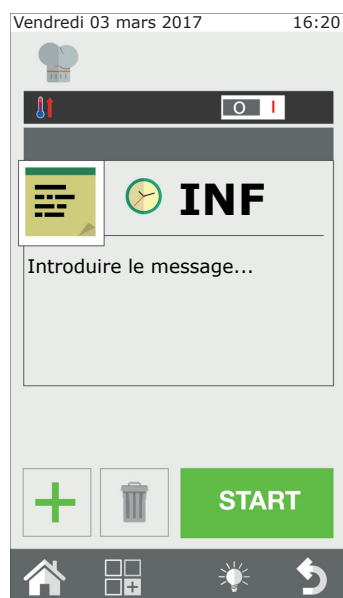 Vendredi 03 mars 2017 16:20
O I
INF
Introduire le message...
START